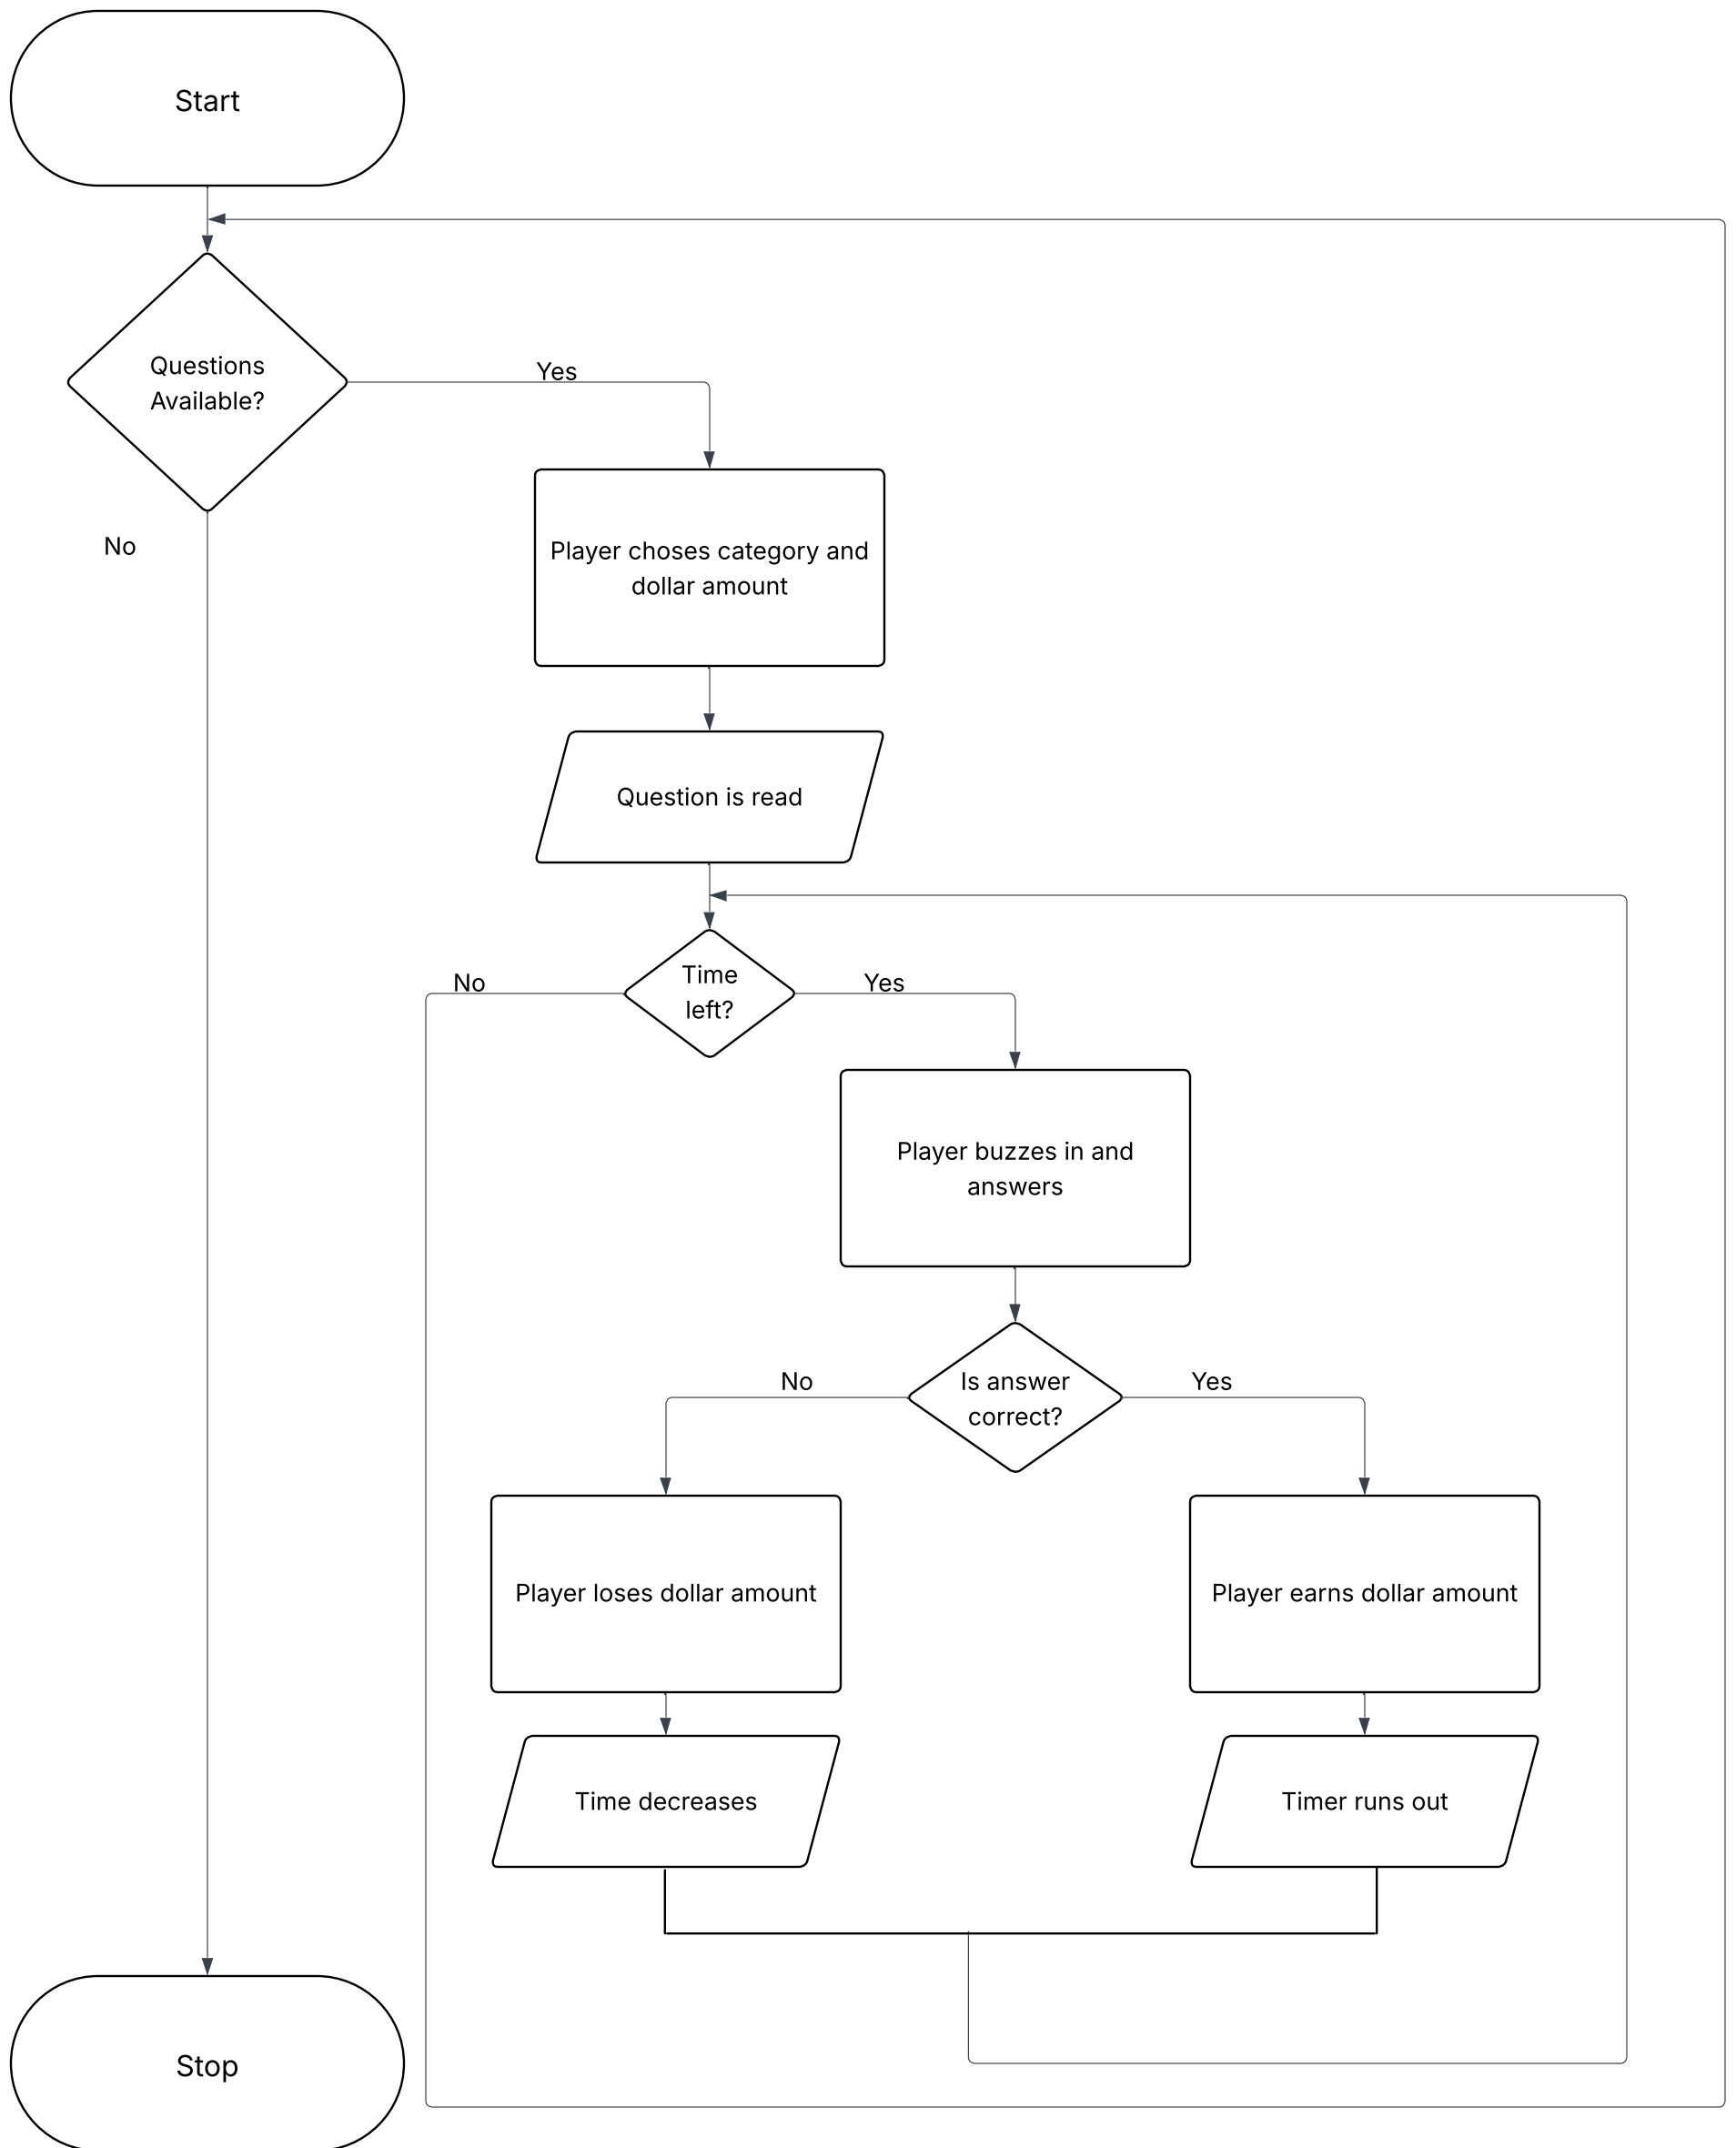 Start
Questions
Available?
Yes
No
Player choses category and
dollar amount
Question is read
Time
left?
No
Yes
Player buzzes in and
answers
Is answer
correct?
No
Yes
Player loses dollar amount
Player earns dollar amount
Time decreases
Timer runs out
Stop